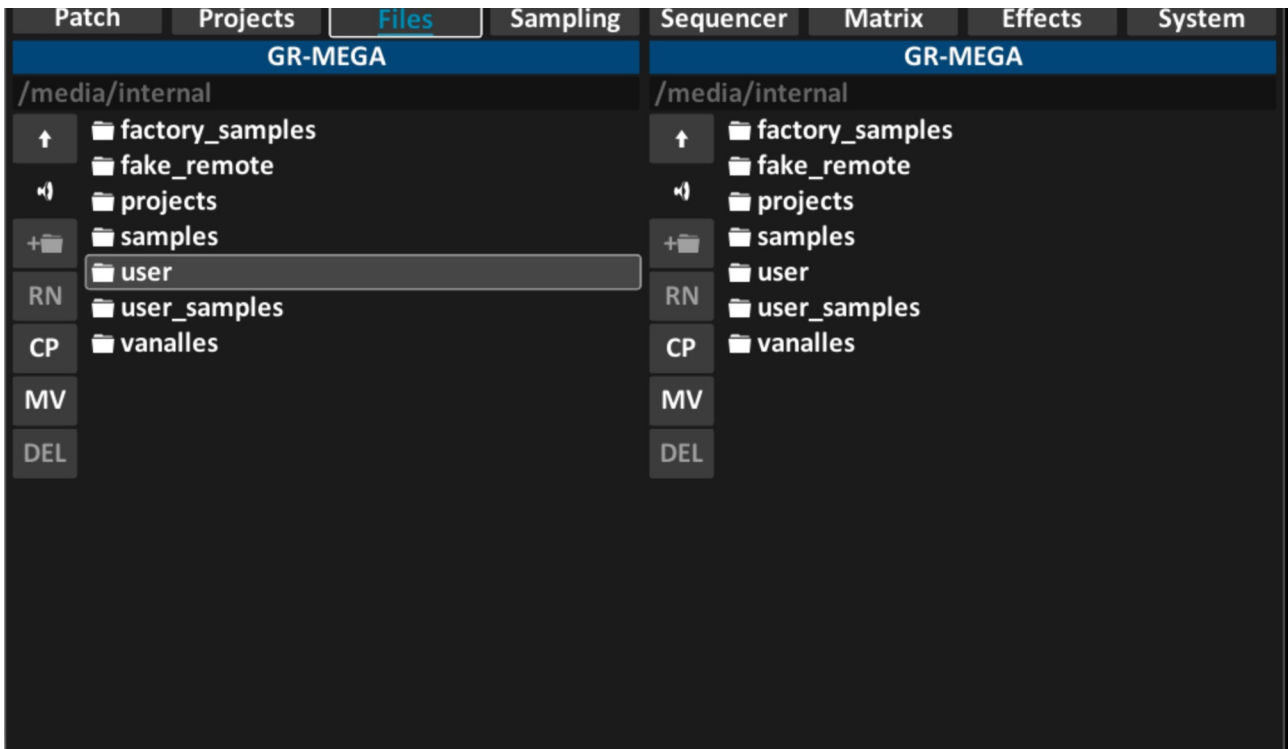 Patch Projects Files Sampling Sequencer Matrix Effects System
GR-MEGA
/media/internal
factory_samples
fake_remote
projects
+ samples
user
RN user_samples
CP vanalles
MV
DEL
GR-MEGA
/media/internal
factory_samples
fake_remote
projects
+ samples
user
RN user_samples
CP vanalles
MV
DEL